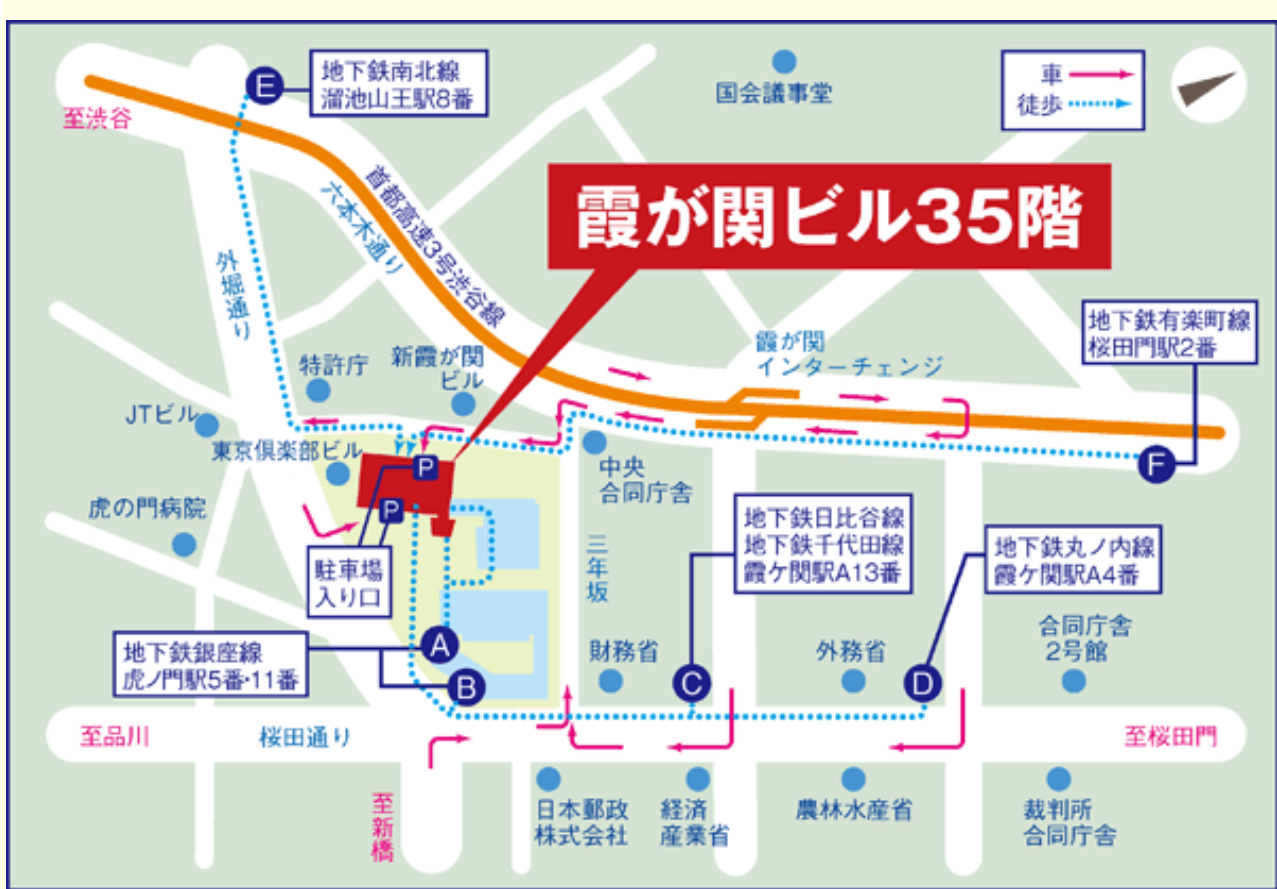 E
地下鉄南北線
溜池山王駅8番
国会議事堂
車
徒歩
至渋谷
霞が関ビル35階
首都高速3号渋谷線
六本木通り
外堀通り
地下鉄有楽町線
桜田門駅2番
霞が関
インターチェンジ
特許庁
新霞が関
ビル
JTビル
東京倶楽部ビル
P
中央
合同庁舎
F
虎の門病院
P
地下鉄日比谷線
地下鉄千代田線
霞ケ関駅A13番
地下鉄丸ノ内線
霞ケ関駅A4番
駐車場
入り口
三年坂
地下鉄銀座線
虎ノ門駅5番・11番
A
B
財務省
C
外務省
D
合同庁舎
2号館
至品川
桜田通り
至桜田門
至新橋
日本郵政
株式会社
経済
産業省
農林水産省
裁判所
合同庁舎